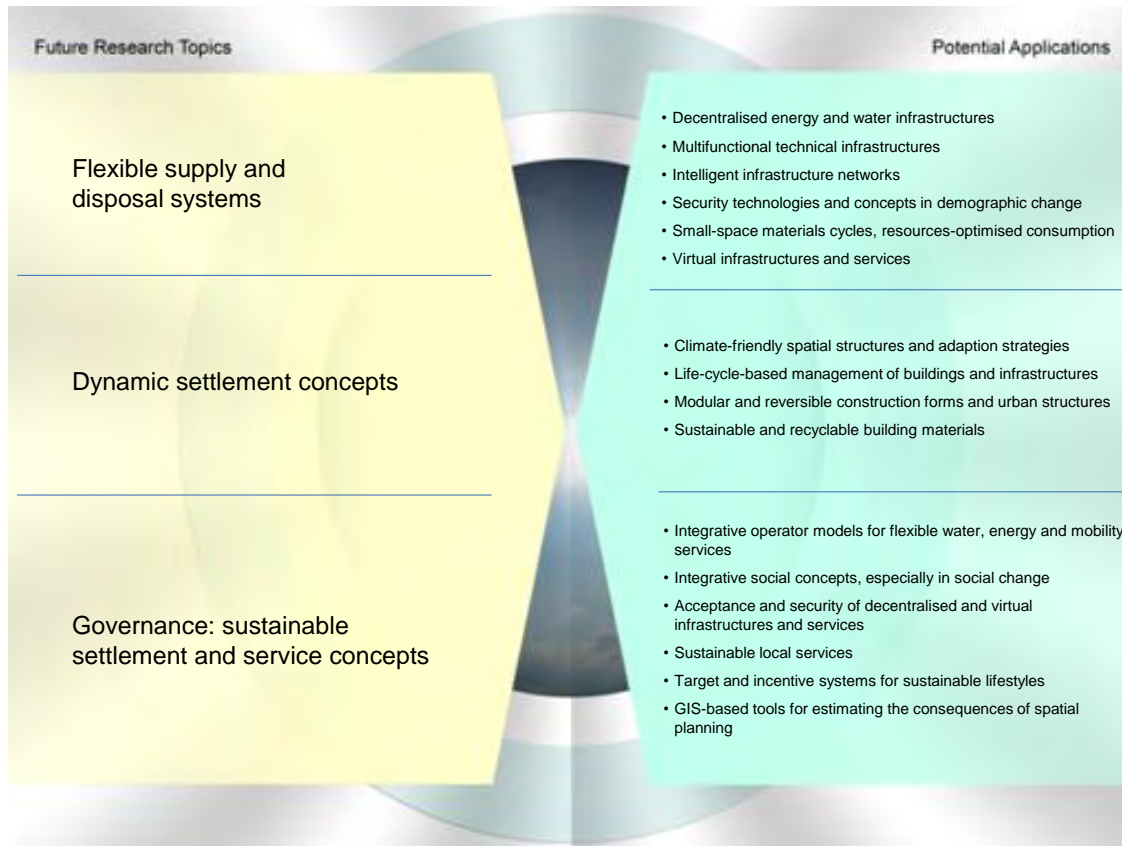 Future Research Topics
Potential Applications
Flexible supply and
disposal systems
• Decentralised energy and water infrastructures
• Multifunctional technical infrastructures
• Intelligent infrastructure networks
• Security technologies and concepts in demographic change
• Small-space materials cycles, resources-optimised consumption
• Virtual infrastructures and services
Dynamic settlement concepts
• Climate-friendly spatial structures and adaption strategies
• Life-cycle-based management of buildings and infrastructures
• Modular and reversible construction forms and urban structures
• Sustainable and recyclable building materials
Governance: sustainable
settlement and service concepts
• Integrative operator models for flexible water, energy and mobility
services
• Integrative social concepts, especially in social change
• Acceptance and security of decentralised and virtual
infrastructures and services
• Sustainable local services
• Target and incentive systems for sustainable lifestyles
• GIS-based tools for estimating the consequences of spatial
planning